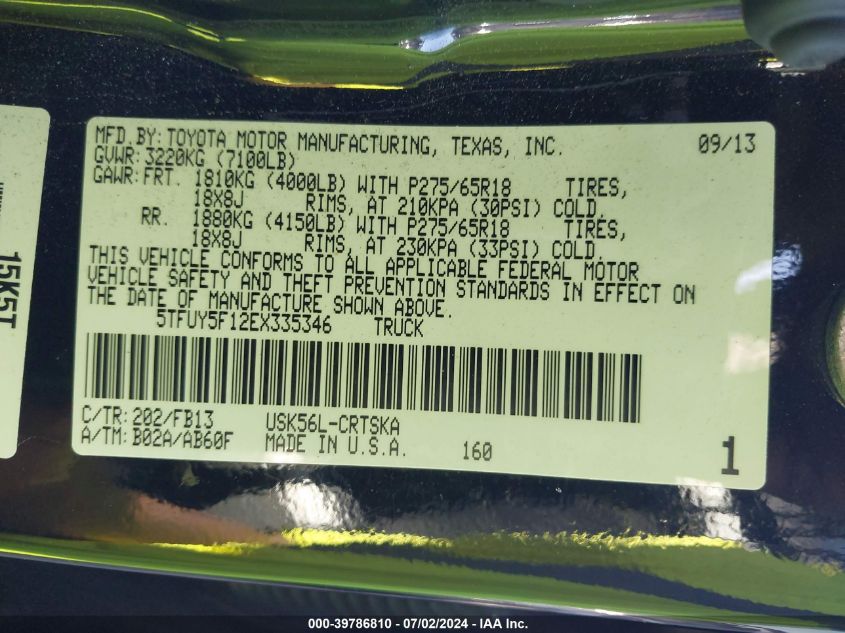 MFD.BY:TOYOTA MOTOR MANUFACTURING, TEXAS, INC. 09/13
GVWR:3220KG (7100LB)
GAWR:FRT. 1810KG (4000LB) WITH P275/65R18 TIRES,
18X8J RIMS, AT 210KPA (30PSI) COLD.
RR. 1880KG (4150LB) WITH P275/65R18 TIRES,
18X8J RIMS, AT 230KPA (33PSI) COLD.
THIS VEHICLE CONFORMS TO ALL APPLICABLE FEDERAL MOTOR
VEHICLE SAFETY AND THEFT PREVENTION STANDARDS IN EFFECT ON
THE DATE OF MANUFACTURE SHOWN ABOVE.
5TFUY5F12EX335346 TRUCK
C/TR:202/FB13 USK56L-CRTSKA
A/TM:B02A/AB60F MADE IN U.S.A. 160 1
15K5T
000-39786810 - 07/02/2024 - IAA Inc.